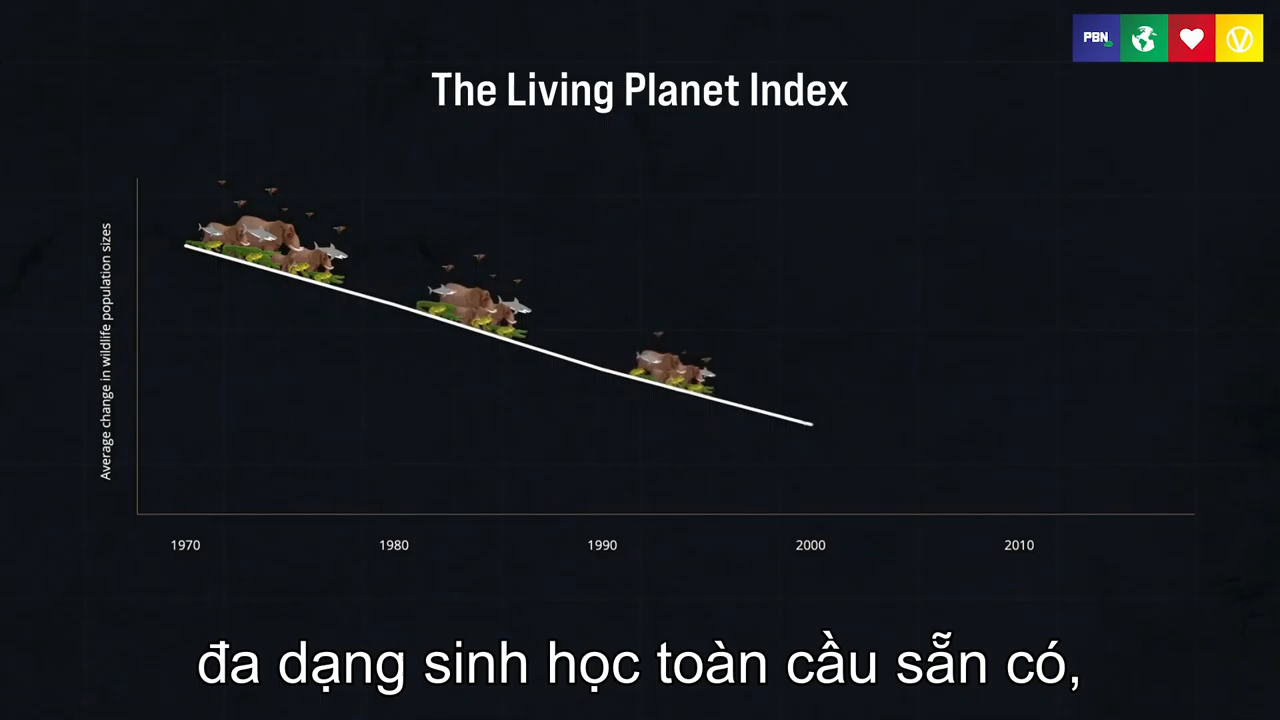 PBN
The Living Planet Index
Average change in wildlife population sizes
1970 1980 1990 2000 2010
đa dạng sinh học toàn cầu sẵn có,